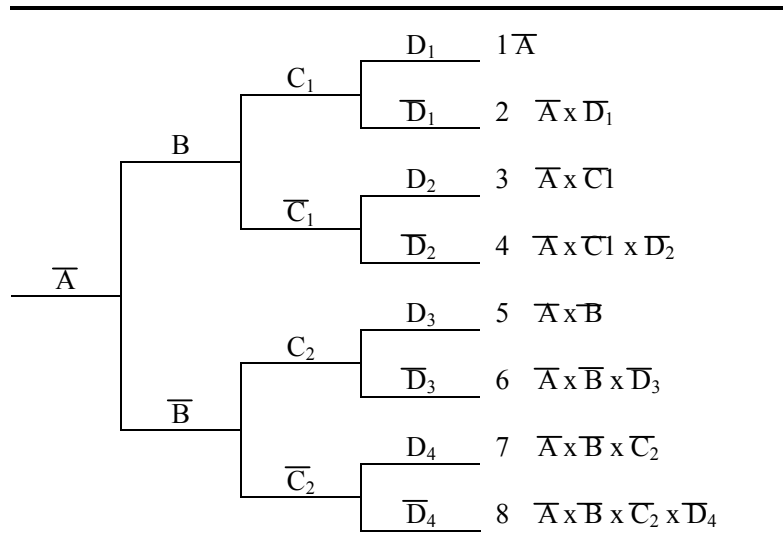 D₁ 1 A̅
C₁
D̅₁ 2 A̅ x D̅₁
B
D₂ 3 A̅ x C̅1
C̅₁
D̅₂ 4 A̅ x C̅1 x D̅₂
A̅
D₃ 5 A̅ x B̅
C₂
D̅₃ 6 A̅ x B̅ x D̅₃
B̅
D₄ 7 A̅ x B̅ x C̅₂
C̅₂
D̅₄ 8 A̅ x B̅ x C̅₂ x D̅₄